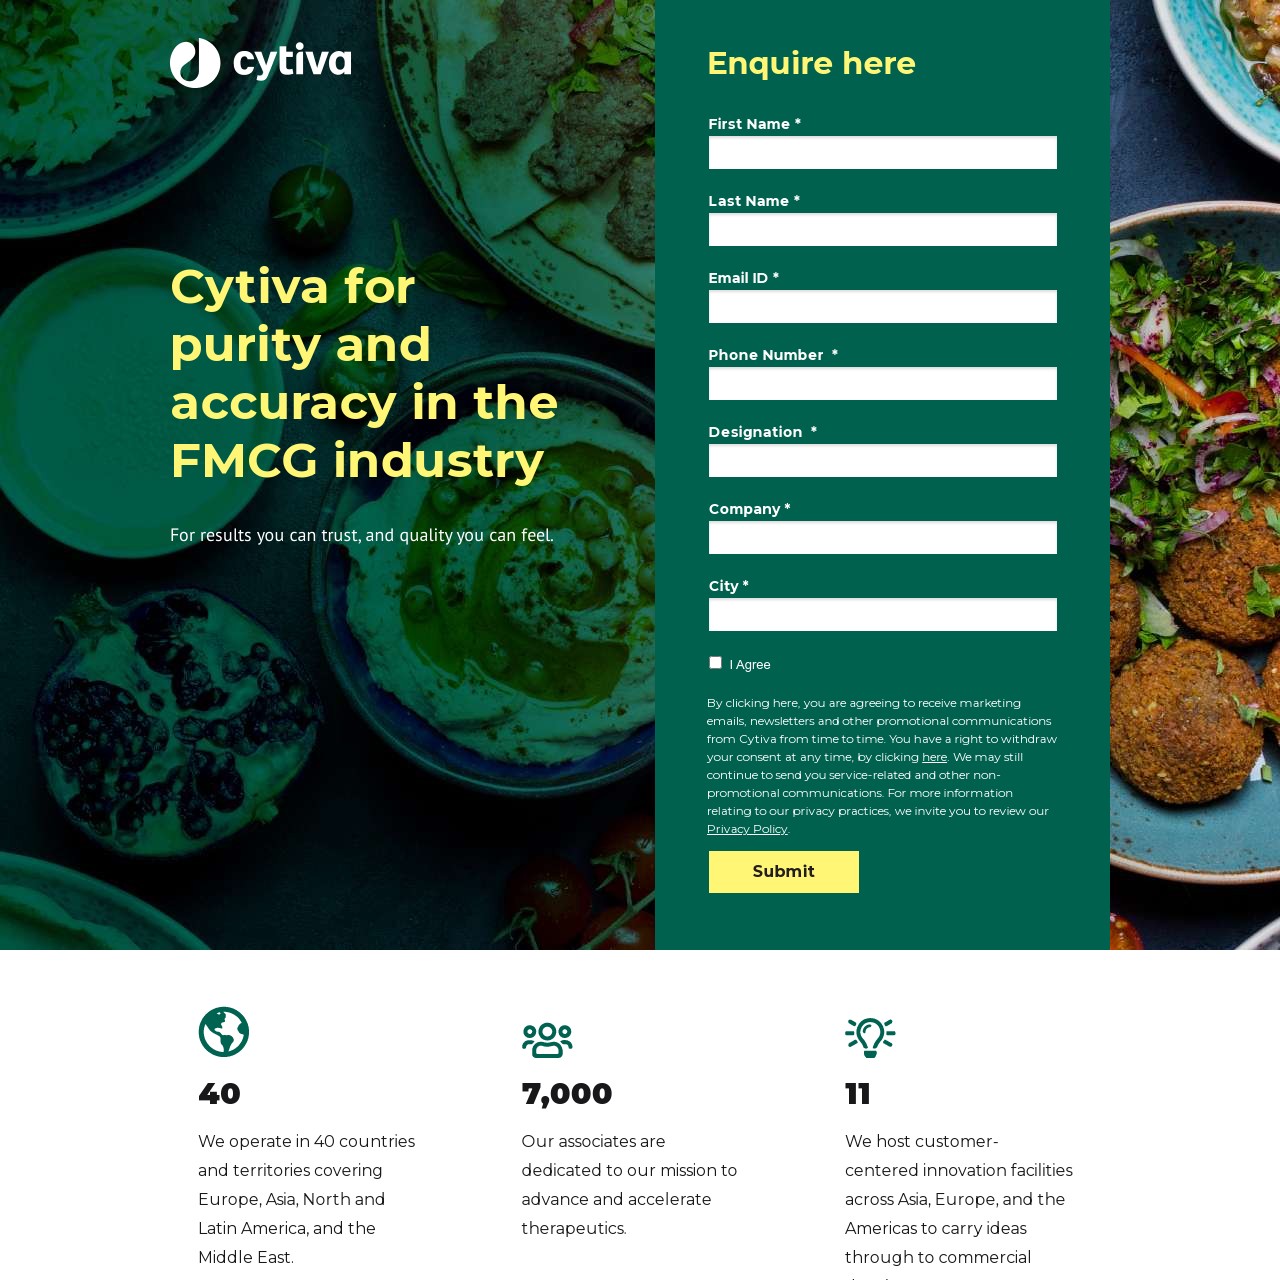 cytiva
Cytiva for
purity and
accuracy in the
FMCG industry
For results you can trust, and quality you can feel.
Enquire here
First Name *
Last Name *
Email ID *
Phone Number *
Designation *
Company *
City *
I Agree
By clicking here, you are agreeing to receive marketing
emails, newsletters and other promotional communications
from Cytiva from time to time. You have a right to withdraw
your consent at any time, by clicking here. We may still
continue to send you service-related and other non-
promotional communications. For more information
relating to our privacy practices, we invite you to review our
Privacy Policy.
Submit
40
We operate in 40 countries
and territories covering
Europe, Asia, North and
Latin America, and the
Middle East.
7,000
Our associates are
dedicated to our mission to
advance and accelerate
therapeutics.
11
We host customer-
centered innovation facilities
across Asia, Europe, and the
Americas to carry ideas
through to commercial